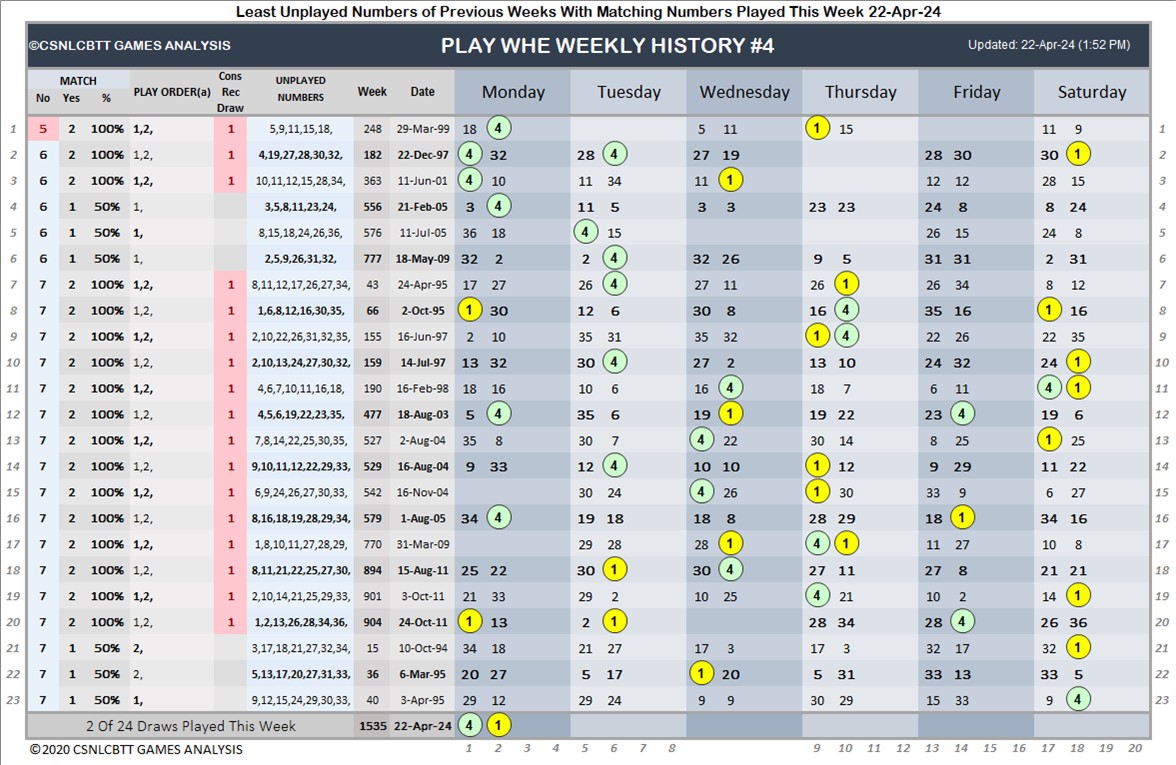 Least Unplayed Numbers of Previous Weeks With Matching Numbers Played This Week 22-Apr-24
©CSNLCBTT GAMES ANALYSIS PLAY WHE WEEKLY HISTORY #4 Updated: 22-Apr-24 (1:52 PM)
MATCH
No Yes %
PLAY ORDER(a)
Cons
Rec
Draw
UNPLAYED
NUMBERS
Week Date Monday Tuesday Wednesday Thursday Friday Saturday
1 5 2 100% 1,2, 1 5,9,11,15,18, 248 29-Mar-99 18 4 5 11 1 15 11 9 1
2 6 2 100% 1,2, 1 4,19,27,28,30,32, 182 22-Dec-97 4 32 28 4 27 19 28 30 30 1 2
3 6 2 100% 1,2, 1 10,11,12,15,28,34, 363 11-Jun-01 4 10 11 34 11 1 12 12 28 15 3
4 6 1 50% 1, 3,5,8,11,23,24, 556 21-Feb-05 3 4 11 5 3 3 23 23 24 8 8 24 4
5 6 1 50% 1, 8,15,18,24,26,36, 576 11-Jul-05 36 18 4 15 26 15 24 8 5
6 6 1 50% 1, 2,5,9,26,31,32, 777 18-May-09 32 2 2 4 32 26 9 5 31 31 2 31 6
7 7 2 100% 1,2, 1 8,11,12,17,26,27,34, 43 24-Apr-95 17 27 26 4 27 11 26 1 26 34 8 12 7
8 7 2 100% 1,2, 1 1,6,8,12,16,30,35, 66 2-Oct-95 1 30 12 6 30 8 16 4 35 16 1 16 8
9 7 2 100% 1,2, 1 2,10,22,26,31,32,35, 155 16-Jun-97 2 10 35 31 35 32 1 4 22 26 22 35 9
10 7 2 100% 1,2, 1 2,10,13,24,27,30,32, 159 14-Jul-97 13 32 30 4 27 2 13 10 24 32 24 1 10
11 7 2 100% 1,2, 1 4,6,7,10,11,16,18, 190 16-Feb-98 18 16 10 6 16 4 18 7 6 11 4 1 11
12 7 2 100% 1,2, 1 4,5,6,19,22,23,35, 477 18-Aug-03 5 4 35 6 19 1 19 22 23 4 19 6 12
13 7 2 100% 1,2, 1 7,8,14,22,25,30,35, 527 2-Aug-04 35 8 30 7 4 22 30 14 8 25 1 25 13
14 7 2 100% 1,2, 1 9,10,11,12,22,29,33, 529 16-Aug-04 9 33 12 4 10 10 1 12 9 29 11 22 14
15 7 2 100% 1,2, 1 6,9,24,26,27,30,33, 542 16-Nov-04 30 24 4 26 1 30 33 9 6 27 15
16 7 2 100% 1,2, 1 8,16,18,19,28,29,34, 579 1-Aug-05 34 4 19 18 18 8 28 29 18 1 34 16 16
17 7 2 100% 1,2, 1 1,8,10,11,27,28,29, 770 31-Mar-09 29 28 28 1 4 1 11 27 10 8 17
18 7 2 100% 1,2, 1 8,11,21,22,25,27,30, 894 15-Aug-11 25 22 30 1 30 4 27 11 27 8 21 21 18
19 7 2 100% 1,2, 1 2,10,14,21,25,29,33, 901 3-Oct-11 21 33 29 2 10 25 4 21 10 2 14 1 19
20 7 2 100% 1,2, 1 1,2,13,26,28,34,36, 904 24-Oct-11 1 13 2 1 28 34 28 4 26 36 20
21 7 1 50% 2, 3,17,18,21,27,32,34, 15 10-Oct-94 34 18 21 27 17 3 17 3 32 17 32 1 21
22 7 1 50% 2, 5,13,17,20,27,31,33, 36 6-Mar-95 20 27 5 17 1 20 5 31 33 13 33 5 22
23 7 1 50% 1, 9,12,15,24,29,30,33, 40 3-Apr-95 29 12 29 24 9 9 30 29 15 33 9 4 23
2 Of 24 Draws Played This Week 1535 22-Apr-24 4 1
©2020 CSNLCBTT GAMES ANALYSIS 1 2 3 4 5 6 7 8 9 10 11 12 13 14 15 16 17 18 19 20